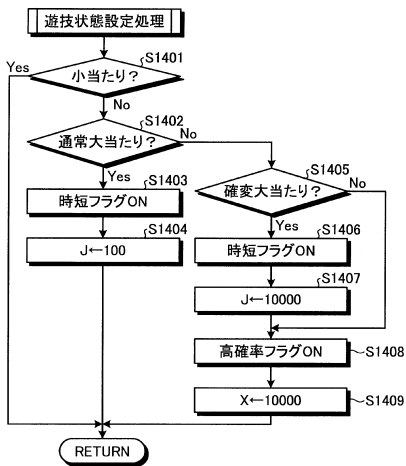 遊技状態設定処理
S1401
小当たり？
Yes
No
S1402
通常大当たり？
No
Yes
S1403
時短フラグON
S1404
J←100
S1405
確変大当たり？
No
Yes
S1406
時短フラグON
S1407
J←10000
高確率フラグON
S1408
X←10000
S1409
RETURN